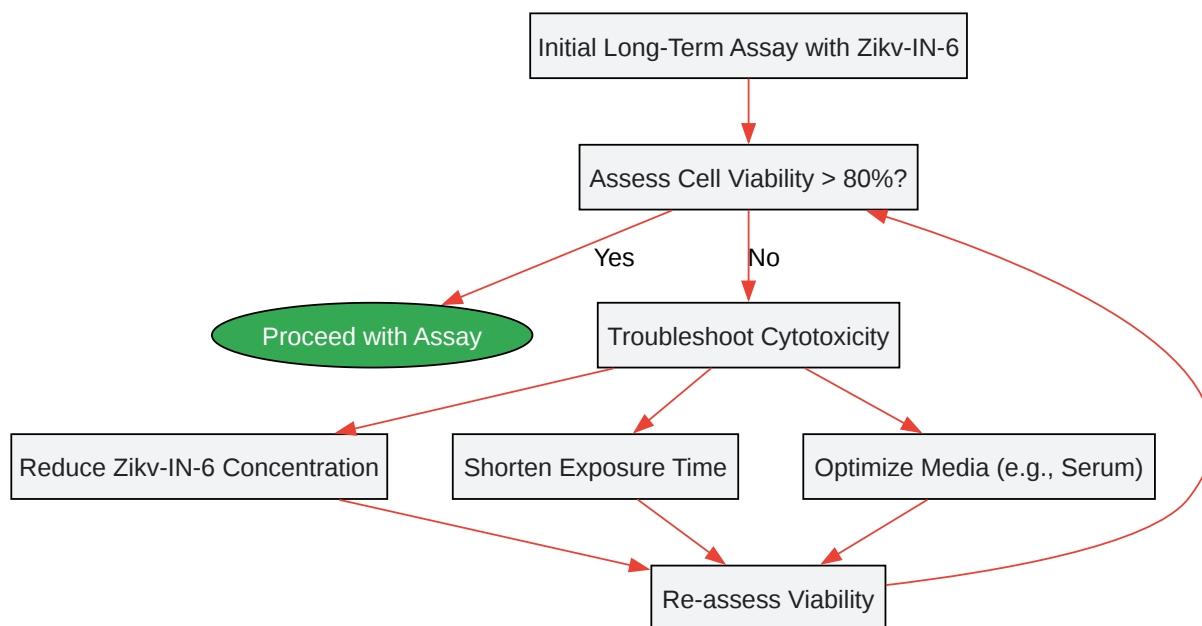 Initial Long-Term Assay with Zikv-IN-6
Assess Cell Viability > 80%?
Yes
No
Proceed with Assay
Troubleshoot Cytotoxicity
Reduce Zikv-IN-6 Concentration
Shorten Exposure Time
Optimize Media (e.g., Serum)
Re-assess Viability